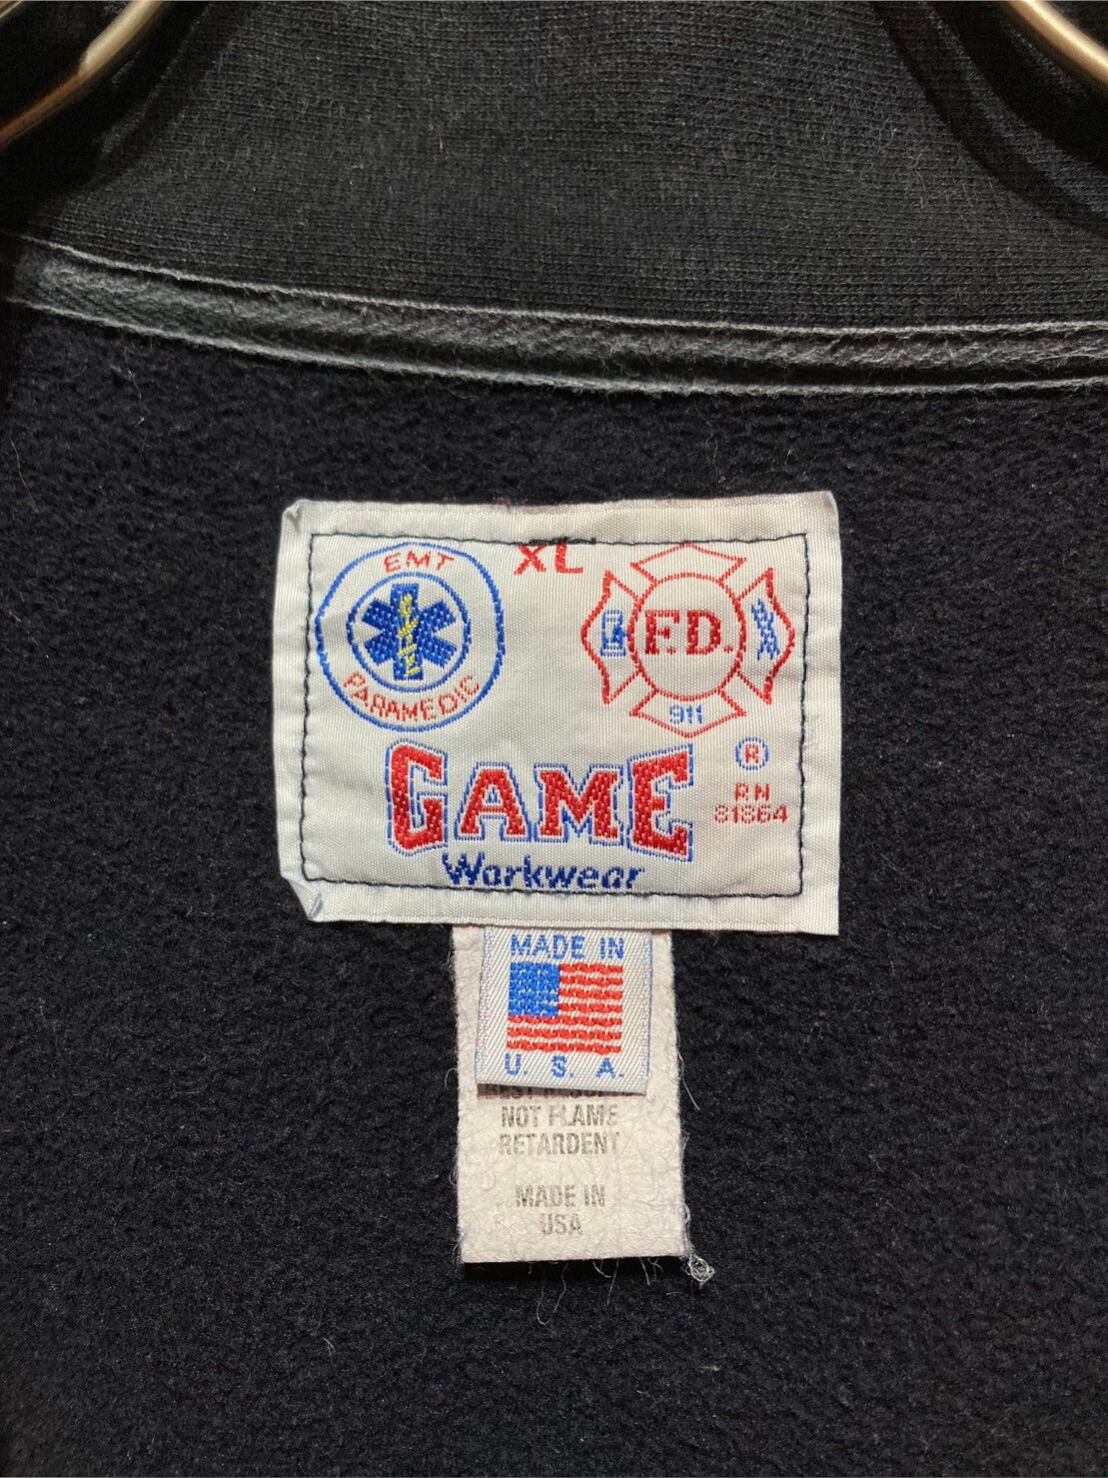 XL
EMT
PARAMEDIC
F.D.
911
GAME
Workwear
®
RN
81864
MADE IN
U. S. A.
NOT FLAME
RETARDENT
MADE IN
USA